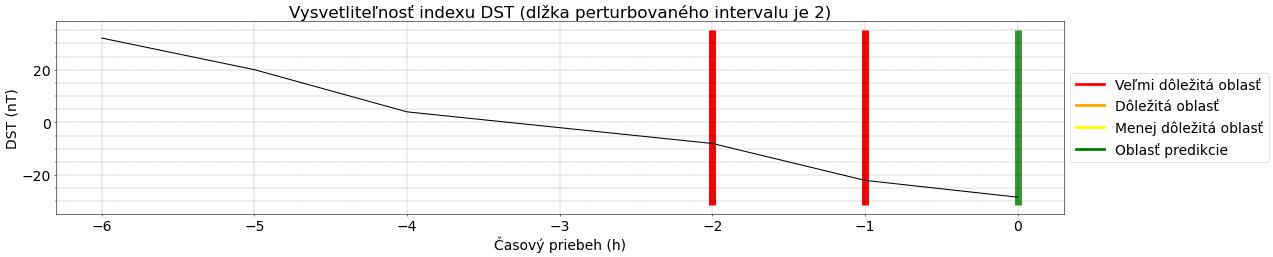 Vysvetliteľnosť indexu DST (dĺžka perturbovaného intervalu je 2)
DST (nT)
20
0
−20
−6
−5
−4
−3
−2
−1
0
Časový priebeh (h)
Veľmi dôležitá oblasť
Dôležitá oblasť
Menej dôležitá oblasť
Oblasť predikcie